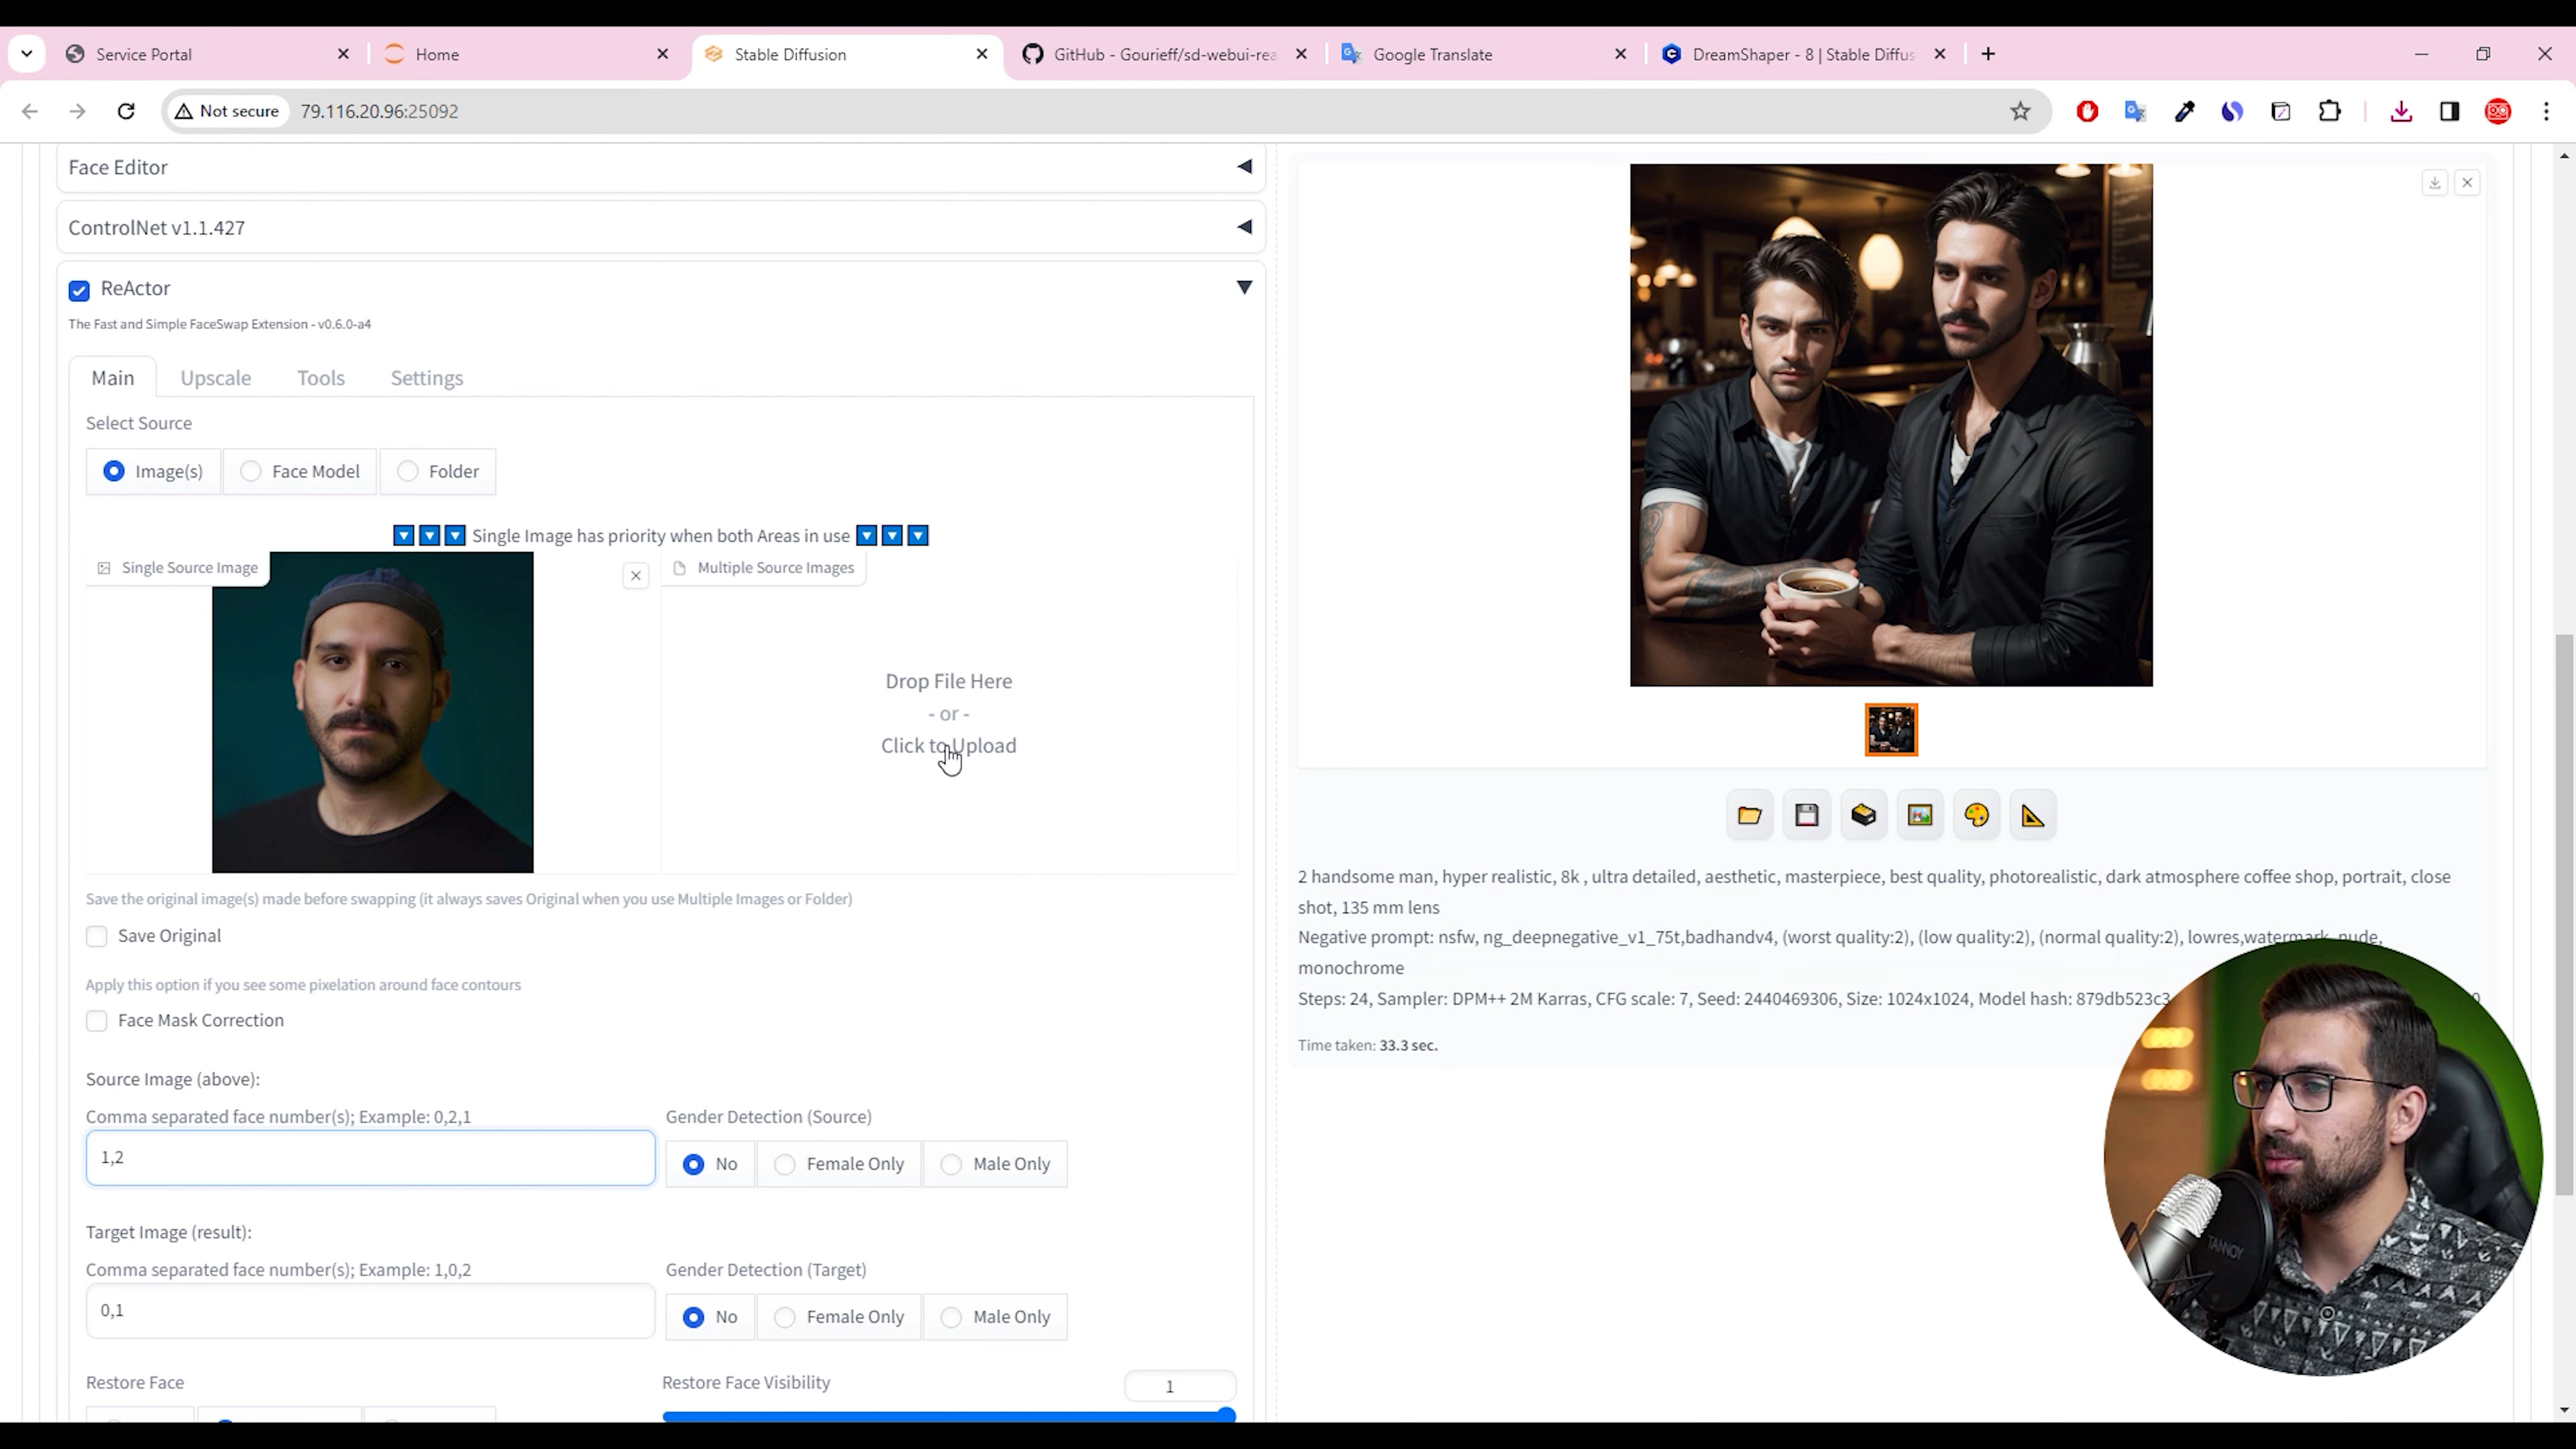 Service Portal
Home
Stable Diffusion
GitHub - Gourieff/sd-webui-rea
Google Translate
DreamShaper - 8 | Stable Diffus
Not secure
79.116.20.96:25092
Face Editor
ControlNet v1.1.427
ReActor
The Fast and Simple FaceSwap Extension - v0.6.0-a4
Main
Upscale
Tools
Settings
Select Source
Image(s)
Face Model
Folder
Single Image has priority when both Areas in use
Single Source Image
Multiple Source Images
Drop File Here
- or -
Click to Upload
Save the original image(s) made before swapping (it always saves Original when you use Multiple Images or Folder)
Save Original
Apply this option if you see some pixelation around face contours
Face Mask Correction
Source Image (above):
Comma separated face number(s); Example: 0,2,1
1,2
Gender Detection (Source)
No
Female Only
Male Only
Target Image (result):
Comma separated face number(s); Example: 1,0,2
0,1
Gender Detection (Target)
No
Female Only
Male Only
Restore Face
Restore Face Visibility
1
2 handsome man, hyper realistic, 8k , ultra detailed, aesthetic, masterpiece, best quality, photorealistic, dark atmosphere coffee shop, portrait, close
shot, 135 mm lens
Negative prompt: nsfw, ng_deepnegative_v1_75t,badhandv4, (worst quality:2), (low quality:2), (normal quality:2), lowres,watermark, nude,
monochrome
Steps: 24, Sampler: DPM++ 2M Karras, CFG scale: 7, Seed: 2440469306, Size: 1024x1024, Model hash: 879db523c3
Time taken: 33.3 sec.
TANNOY